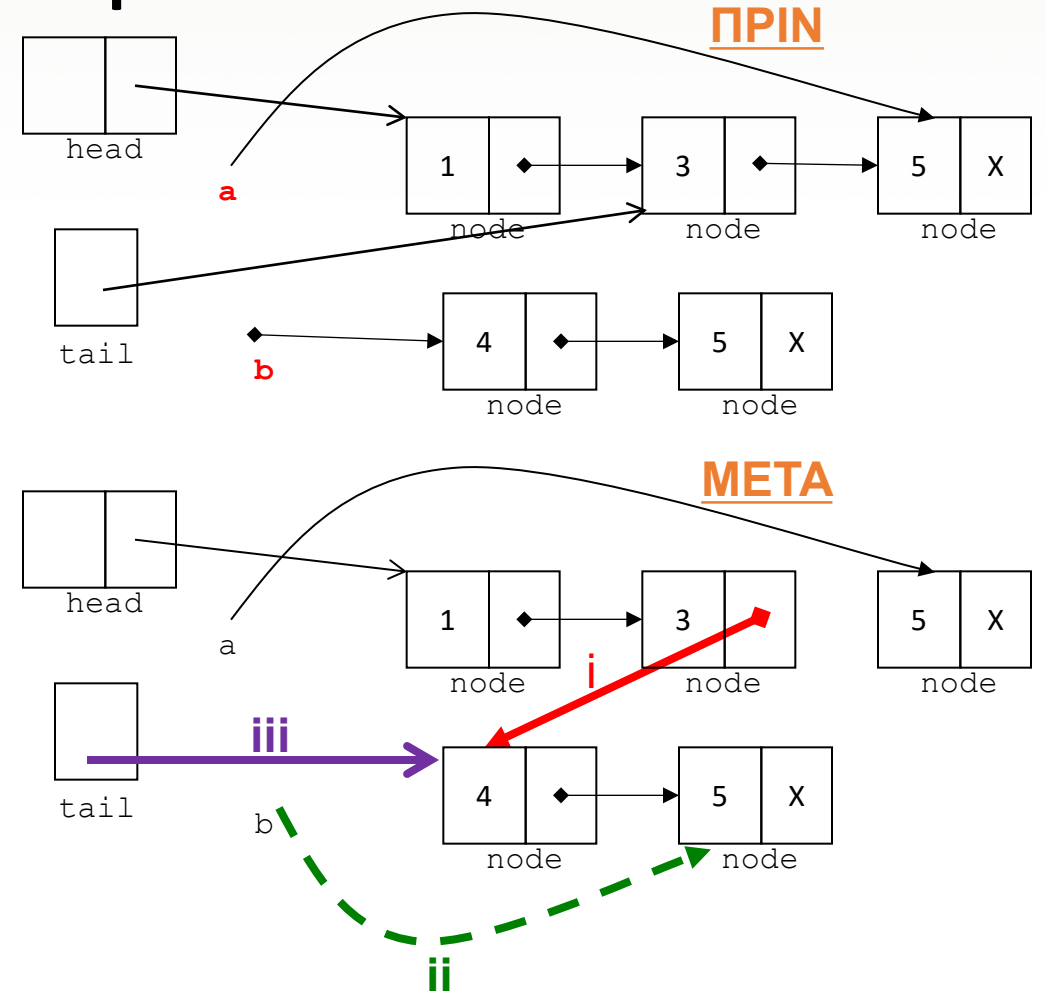 ΠΡΙΝ
head
a
1
3
5 X
node
node
node
tail
b
4
5 X
node
node
ΜΕΤΑ
head
a
1
3
5 X
i
node
node
node
iii
tail
b
4
5 X
node
node
ii